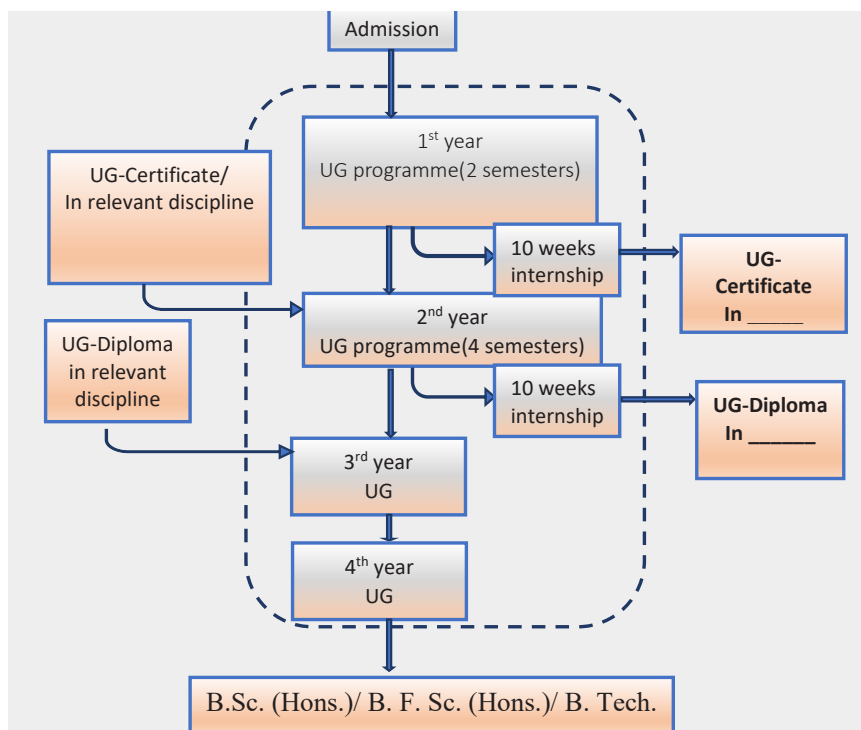 Admission
1st year
UG programme(2 semesters)
UG-Certificate/
In relevant discipline
10 weeks
internship
UG-
Certificate
In _____
2nd year
UG programme(4 semesters)
UG-Diploma
in relevant
discipline
10 weeks
internship
UG-Diploma
In ______
3rd year
UG
4th year
UG
B.Sc. (Hons.)/ B. F. Sc. (Hons.)/ B. Tech.